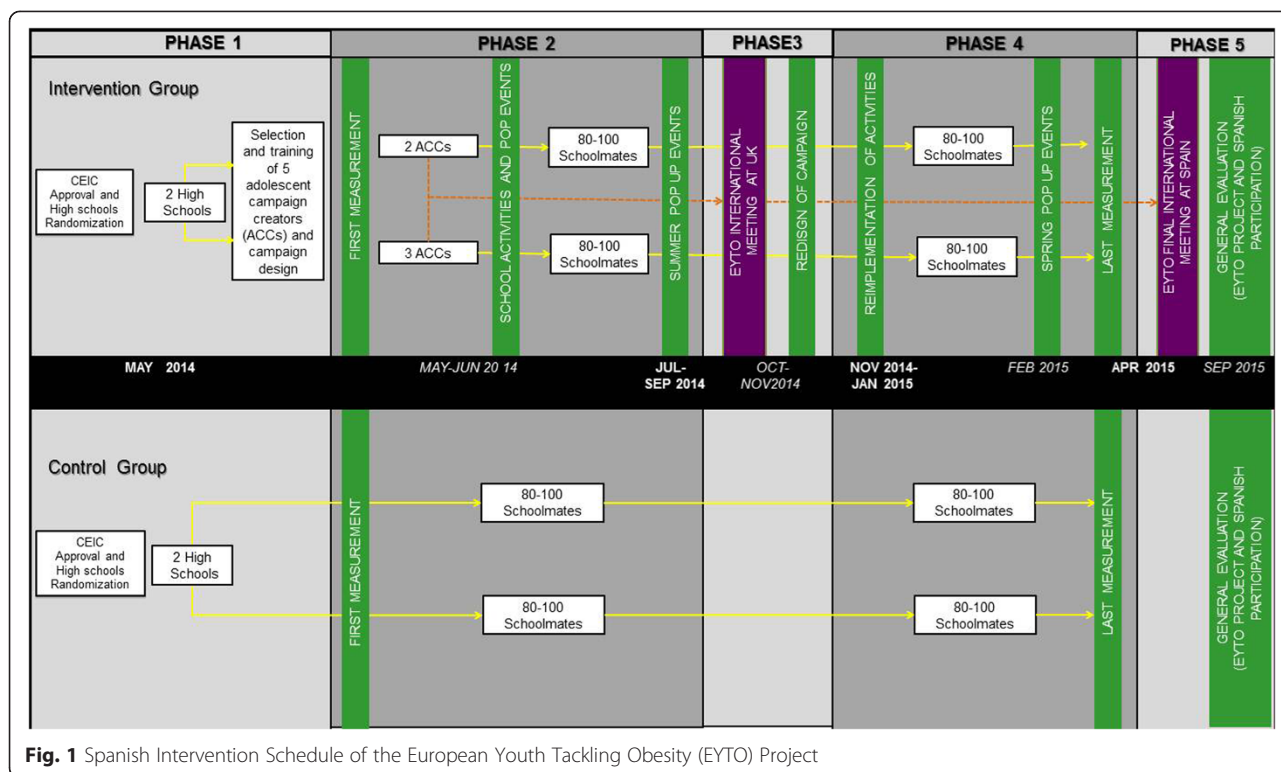 PHASE 1
PHASE 2
PHASE3
PHASE 4
PHASE 5
Intervention Group
CEIC
Approval and
High schools
Randomization
2 High
Schools
Selection
and training
of 5
adolescent
campaign
creators
(ACCs) and
campaign
design
FIRST MEASUREMENT
2 ACCs
3 ACCs
SCHOOL ACTIVITIES AND POP EVENTS
80-100
Schoolmates
80-100
Schoolmates
SUMMER POP UP EVENTS
EYTO INTERNATIONAL
MEETING AT UK
REDISGN OF CAMPAIGN
REIMPLEMENTATION OF ACTIVITIES
80-100
Schoolmates
80-100
Schoolmates
SPRING POP UP EVENTS
LAST MEASUREMENT
EYTO FINAL INTERNATIONAL
MEETING AT SPAIN
GENERAL EVALUATION
(EYTO PROJECT AND SPANISH
PARTICIPATION)
MAY 2014
MAY-JUN 20 14
JUL-
SEP 2014
OCT-
NOV2014
NOV 2014-
JAN 2015
FEB 2015
APR 2015
SEP 2015
Control Group
CEIC
Approval and
High schools
Randomization
2 High
Schools
FIRST MEASUREMENT
80-100
Schoolmates
80-100
Schoolmates
80-100
Schoolmates
80-100
Schoolmates
LAST MEASUREMENT
GENERAL EVALUATION
(EYTO PROJECT AND SPANISH
PARTICIPATION)
Fig. 1 Spanish Intervention Schedule of the European Youth Tackling Obesity (EYTO) Project